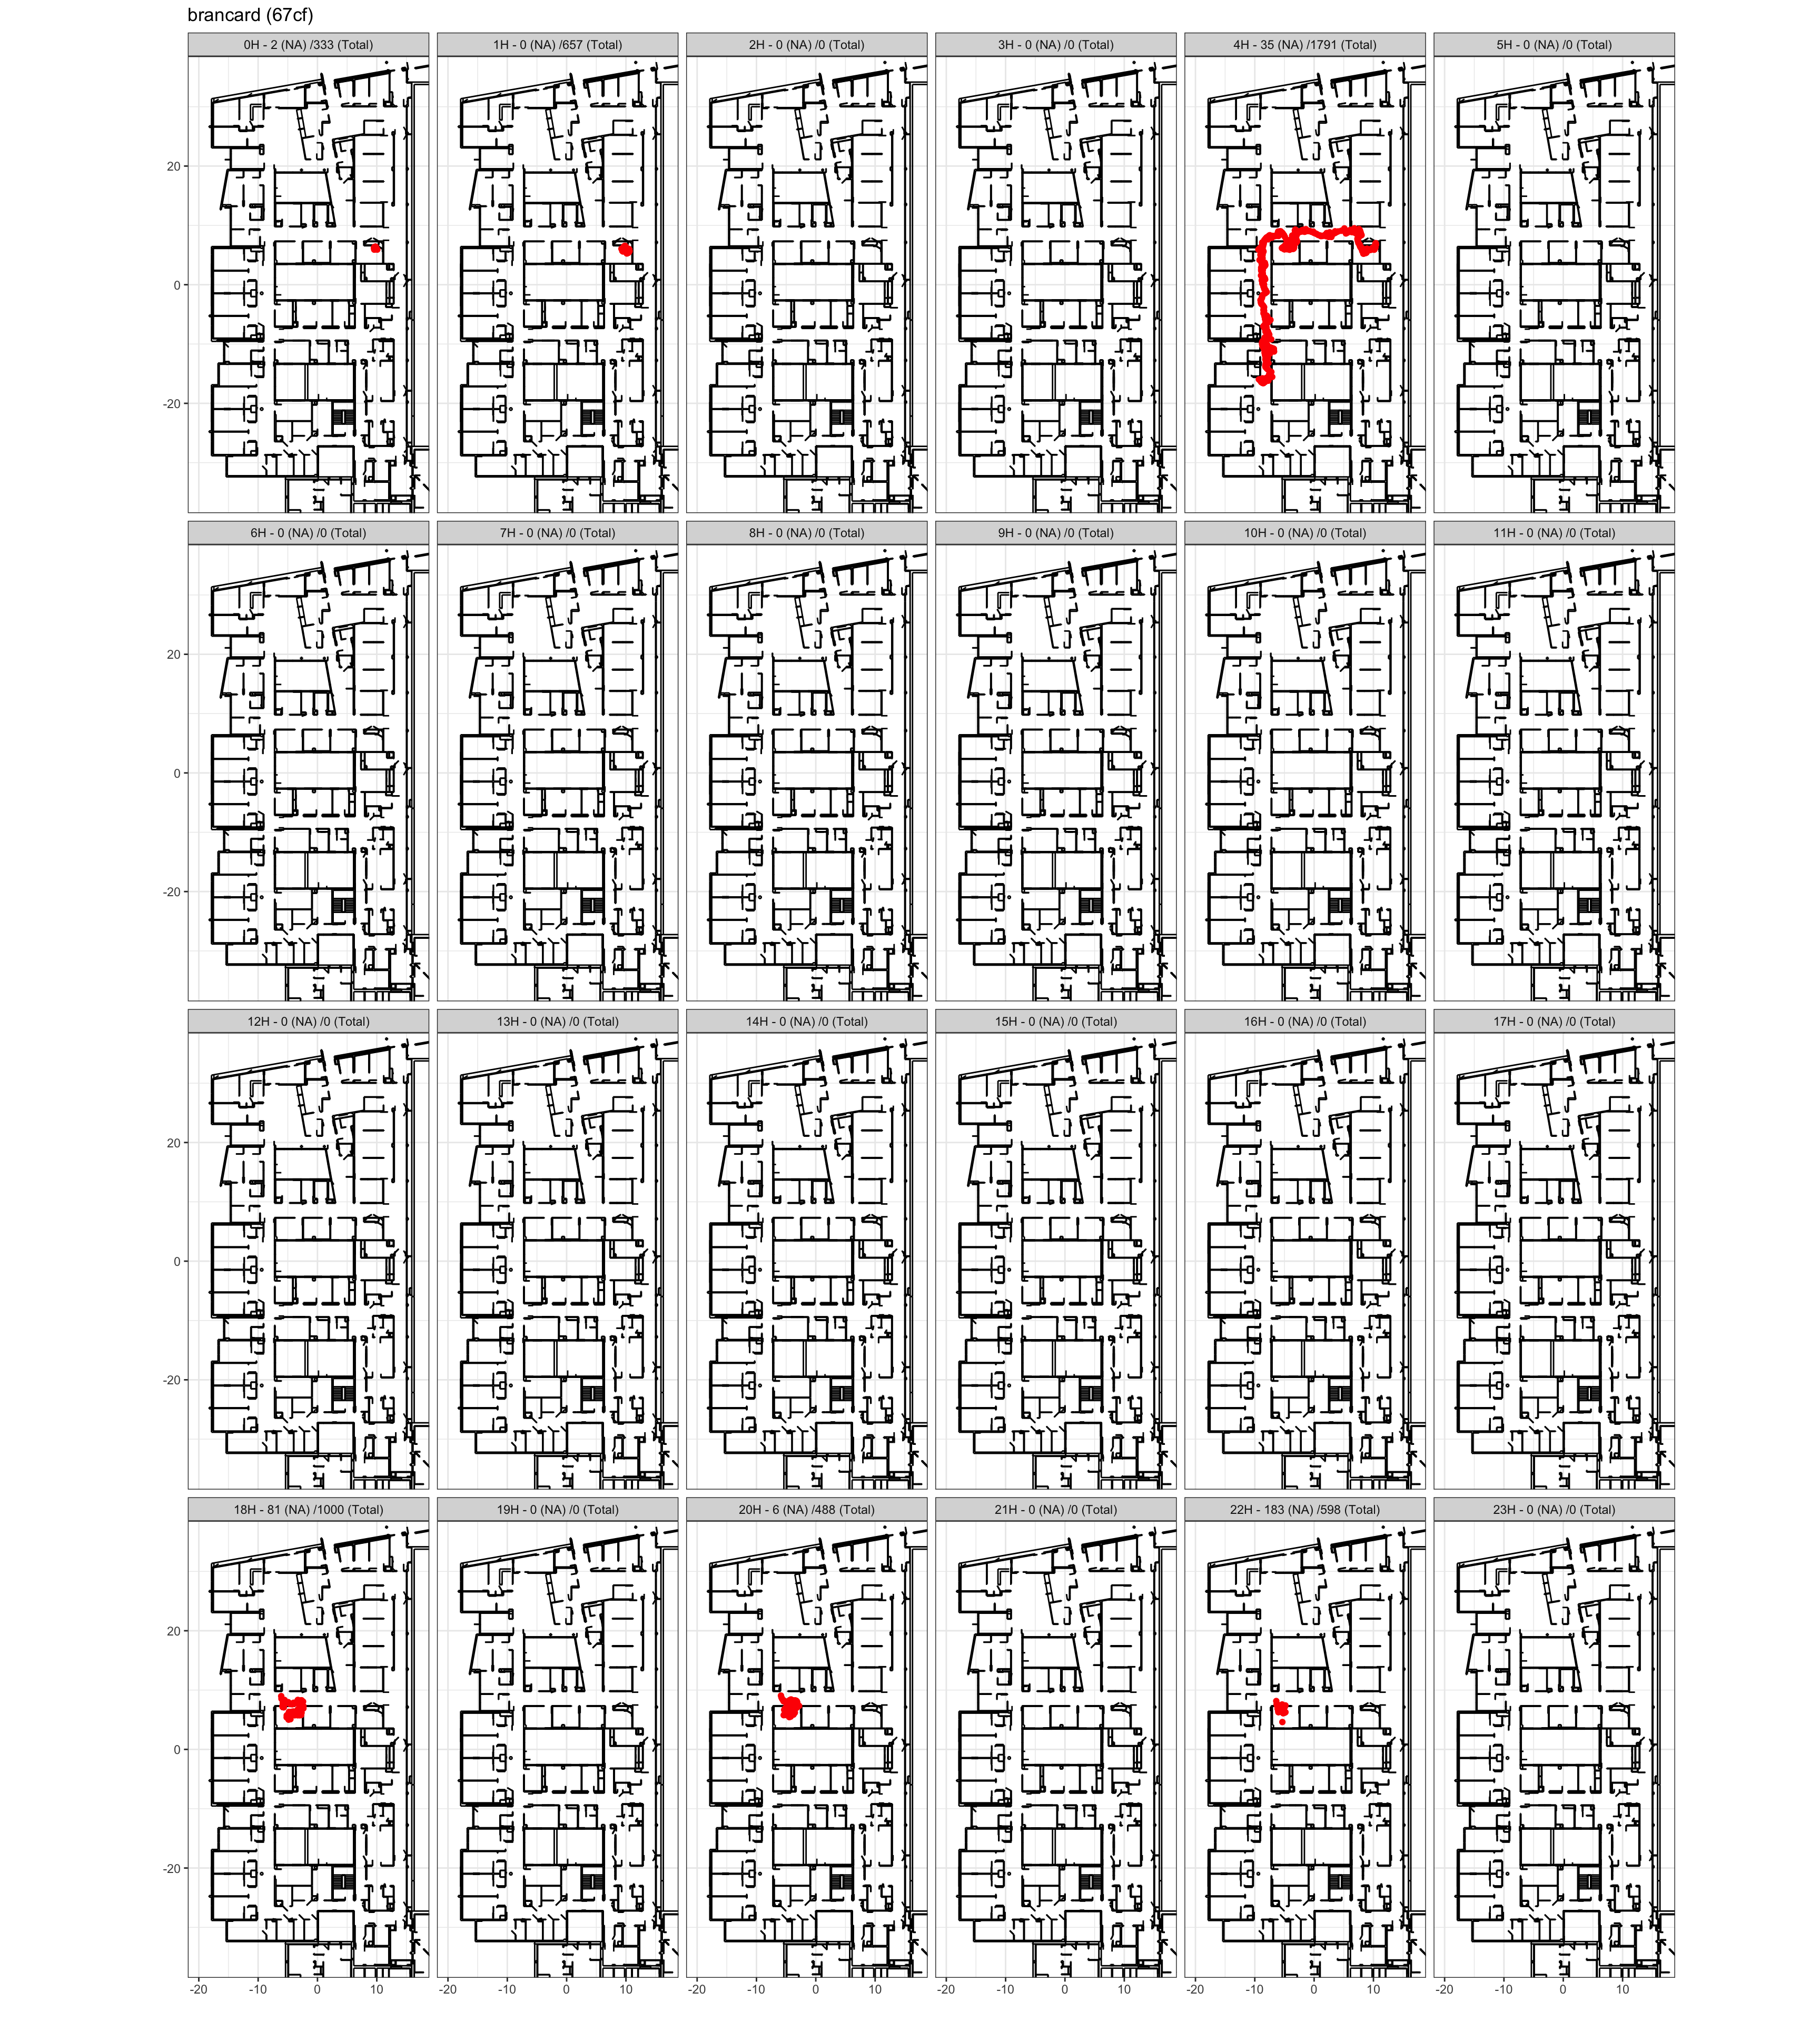 brancard (67cf)
0H - 2 (NA) /333 (Total) 1H - 0 (NA) /657 (Total) 2H - 0 (NA) /0 (Total) 3H - 0 (NA) /0 (Total) 4H - 35 (NA) /1791 (Total) 5H - 0 (NA) /0 (Total)
20
0
-20
6H - 0 (NA) /0 (Total) 7H - 0 (NA) /0 (Total) 8H - 0 (NA) /0 (Total) 9H - 0 (NA) /0 (Total) 10H - 0 (NA) /0 (Total) 11H - 0 (NA) /0 (Total)
20
0
-20
12H - 0 (NA) /0 (Total) 13H - 0 (NA) /0 (Total) 14H - 0 (NA) /0 (Total) 15H - 0 (NA) /0 (Total) 16H - 0 (NA) /0 (Total) 17H - 0 (NA) /0 (Total)
20
0
-20
18H - 81 (NA) /1000 (Total) 19H - 0 (NA) /0 (Total) 20H - 6 (NA) /488 (Total) 21H - 0 (NA) /0 (Total) 22H - 183 (NA) /598 (Total) 23H - 0 (NA) /0 (Total)
20
0
-20
-20 -10 0 10 -20 -10 0 10 -20 -10 0 10 -20 -10 0 10 -20 -10 0 10 -20 -10 0 10